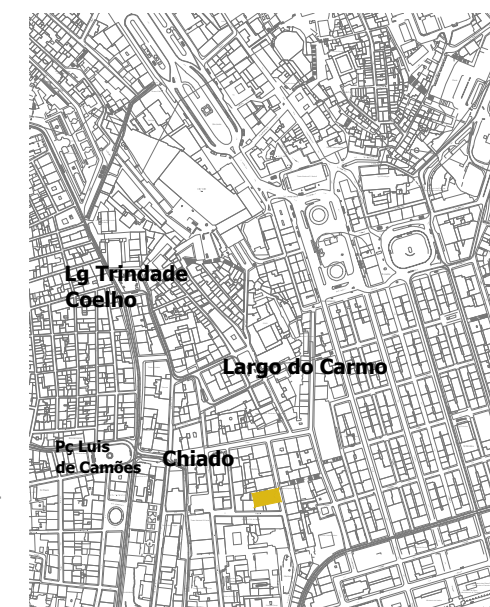 Lg Trindade
Coelho
Largo do Carmo
Pç Luis
de Camões
Chiado